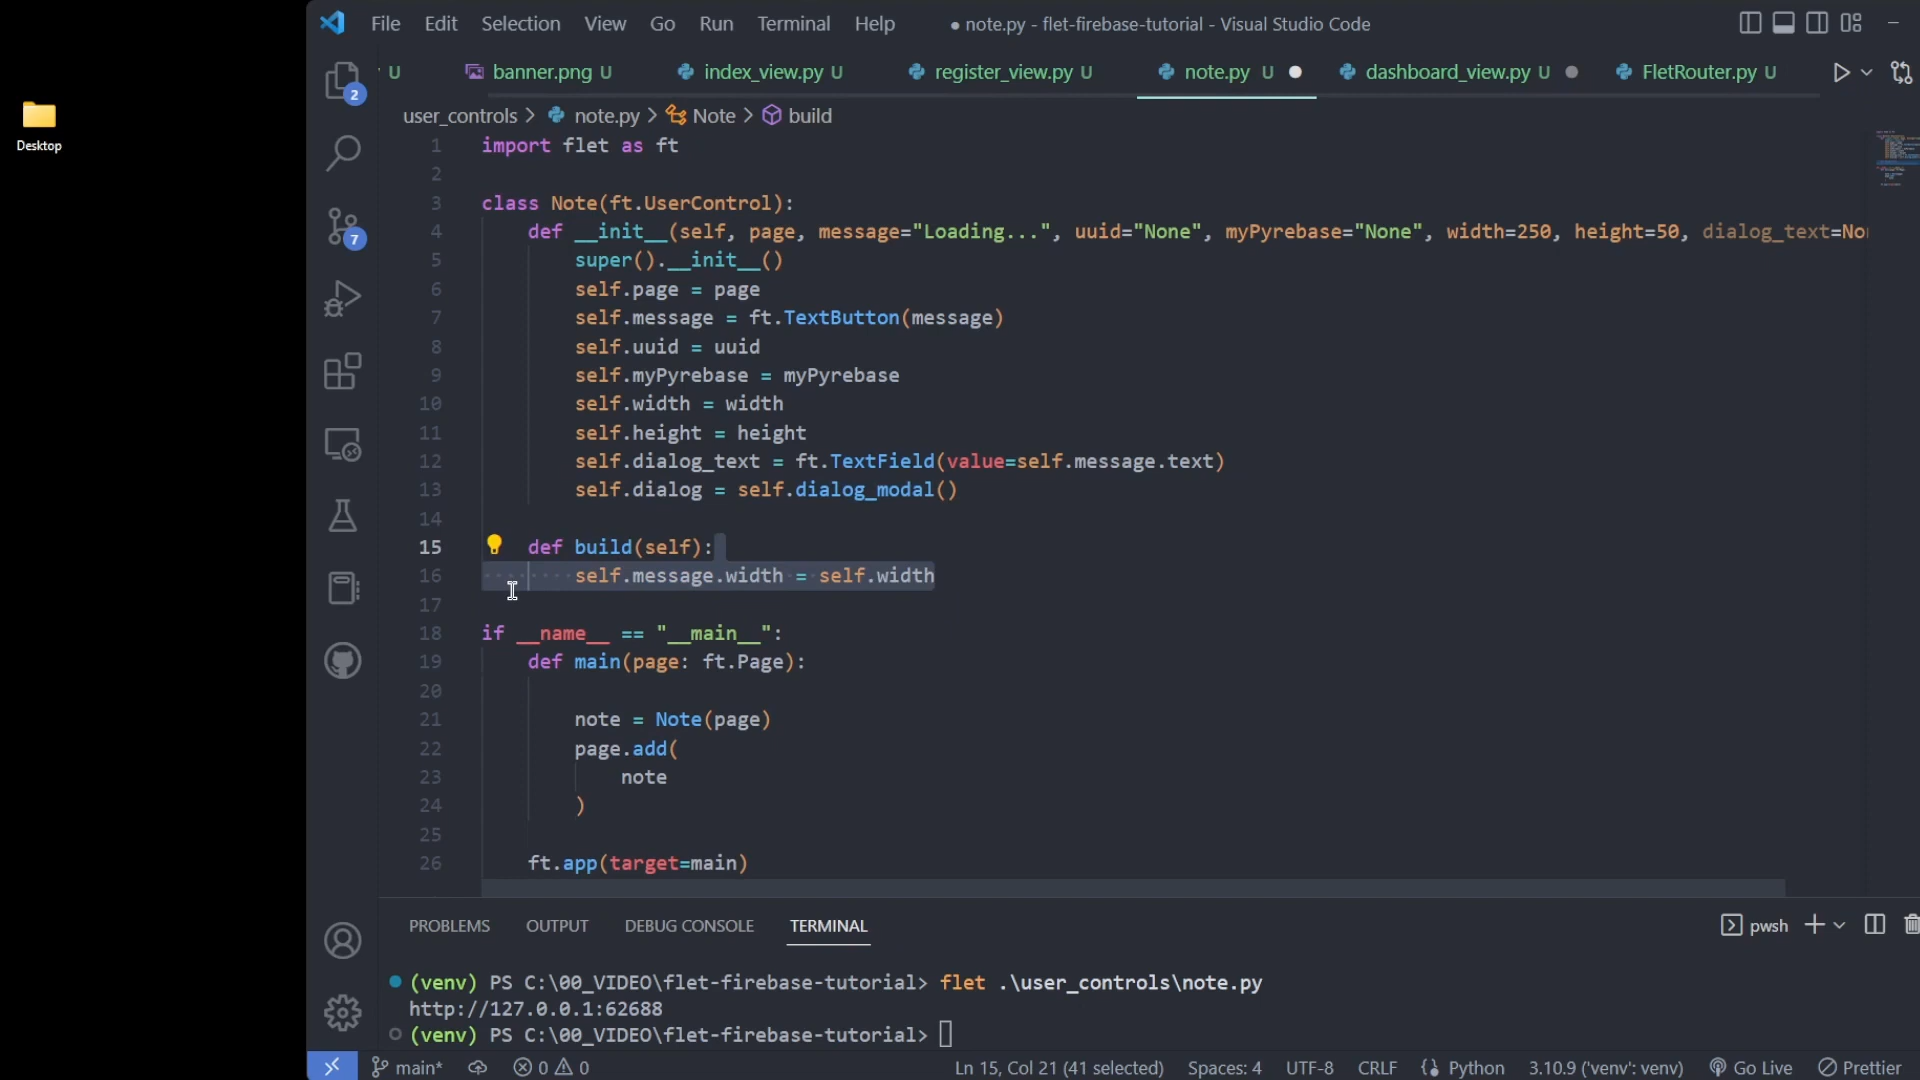 File Edit Selection View Go Run Terminal Help ● note.py - flet-firebase-tutorial - Visual Studio Code
U banner.png U index_view.py U register_view.py U note.py U dashboard_view.py U FletRouter.py U
2
Desktop
user_controls > note.py > Note > build
1 import flet as ft
2
3 class Note(ft.UserControl):
4 def __init__(self, page, message="Loading...", uuid="None", myPyrebase="None", width=250, height=50, dialog_text=No
5 super().__init__()
6 self.page = page
7 self.message = ft.TextButton(message)
8 self.uuid = uuid
9 self.myPyrebase = myPyrebase
10 self.width = width
11 self.height = height
12 self.dialog_text = ft.TextField(value=self.message.text)
13 self.dialog = self.dialog_modal()
14
15 def build(self):
16 self.message.width = self.width
17
18 if __name__ == "__main__":
19 def main(page: ft.Page):
20
21 note = Note(page)
22 page.add(
23 note
24 )
25
26 ft.app(target=main)
7
PROBLEMS OUTPUT DEBUG CONSOLE TERMINAL pwsh
(venv) PS C:\00_VIDEO\flet-firebase-tutorial> flet .\user_controls\note.py
http://127.0.0.1:62688
(venv) PS C:\00_VIDEO\flet-firebase-tutorial>
main* 0 0 Ln 15, Col 21 (41 selected) Spaces: 4 UTF-8 CRLF Python 3.10.9 ('venv': venv) Go Live Prettier